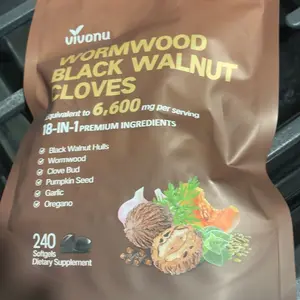 vivonu
WORMWOOD
BLACK WALNUT
CLOVES
Equivalent to 6,600 mg per serving
18-IN-1 PREMIUM INGREDIENTS
Black Walnut Hulls
Wormwood
Clove Bud
Pumpkin Seed
Garlic
Oregano
240
Softgels
Dietary Supplement